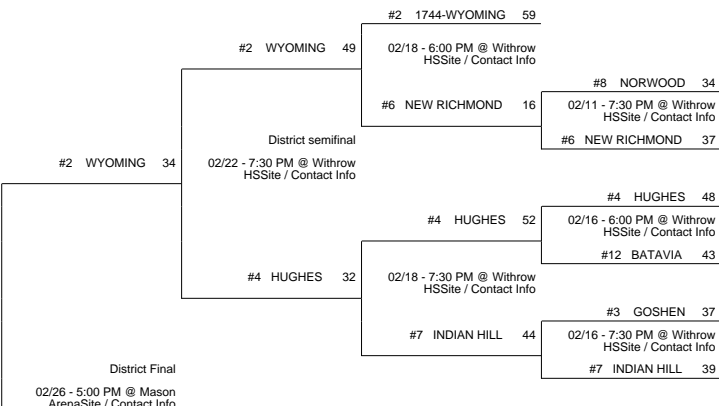 #2 1744-WYOMING 59
#2 WYOMING 49
02/18 - 6:00 PM @ Withrow
HSSite / Contact Info
#8 NORWOOD 34
#6 NEW RICHMOND 16
02/11 - 7:30 PM @ Withrow
HSSite / Contact Info
District semifinal
#6 NEW RICHMOND 37
#2 WYOMING 34
02/22 - 7:30 PM @ Withrow
HSSite / Contact Info
#4 HUGHES 48
#4 HUGHES 52
02/16 - 6:00 PM @ Withrow
HSSite / Contact Info
#12 BATAVIA 43
#4 HUGHES 32
02/18 - 7:30 PM @ Withrow
HSSite / Contact Info
#3 GOSHEN 37
#7 INDIAN HILL 44
02/16 - 7:30 PM @ Withrow
HSSite / Contact Info
District Final
#7 INDIAN HILL 39
02/26 - 5:00 PM @ Mason
ArenaSite / Contact Info